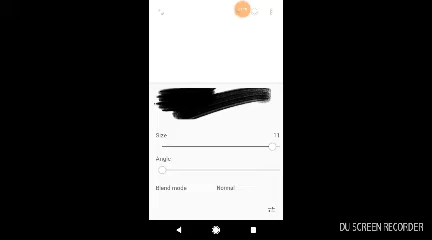 Size
11
Angle
Blend mode
Normal
DU SCREEN RECORDER